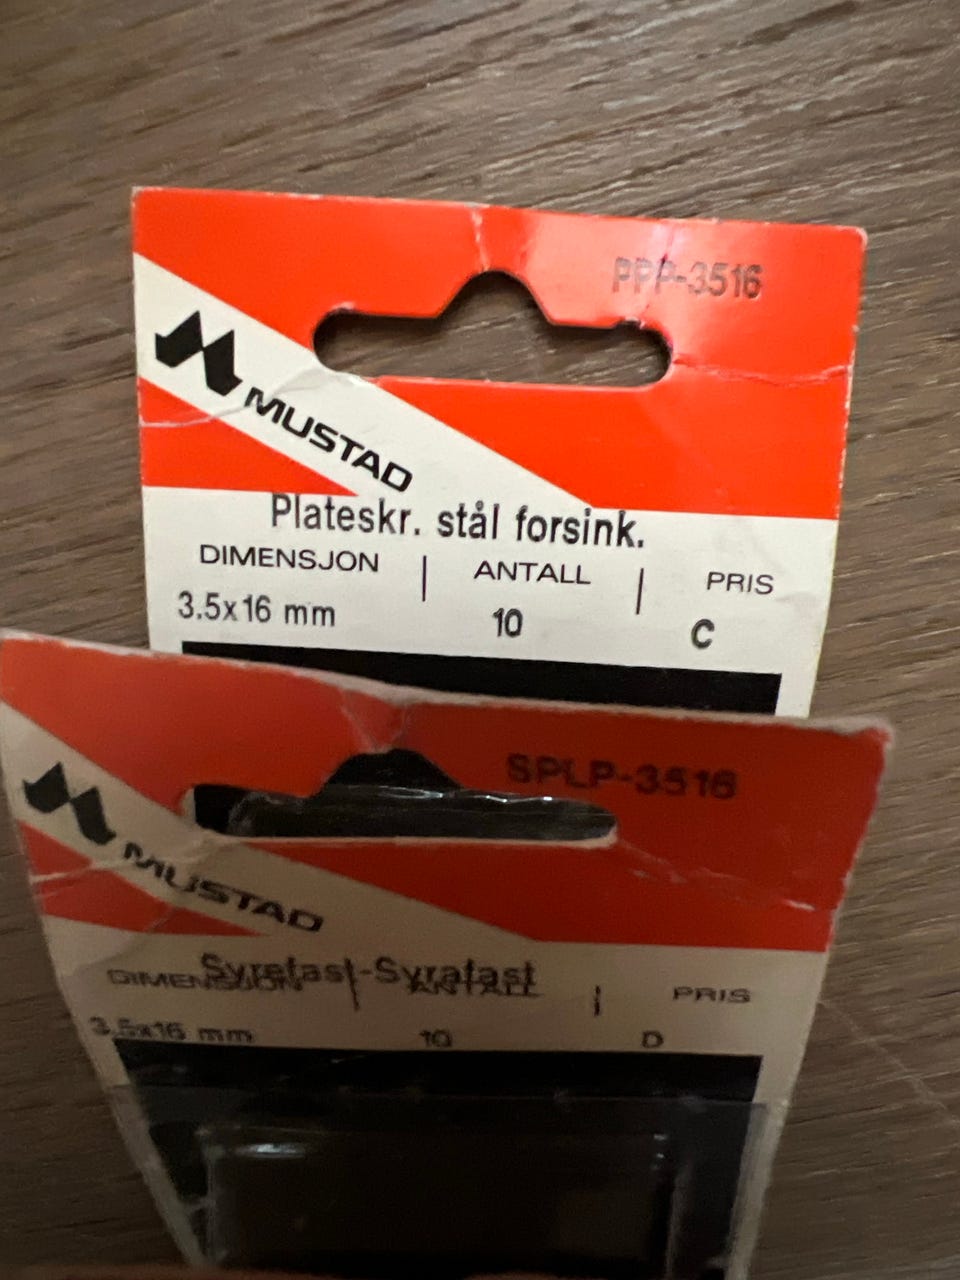 PPP-3516
MUSTAD
Plateskr. stål forsink.
DIMENSJON | ANTALL | PRIS
3.5x16 mm 10 C
SPLP-3516
MUSTAD
Syrefast-Syrafast
DIMENSJON | ANTALL | PRIS
3.5x16 mm 10 D